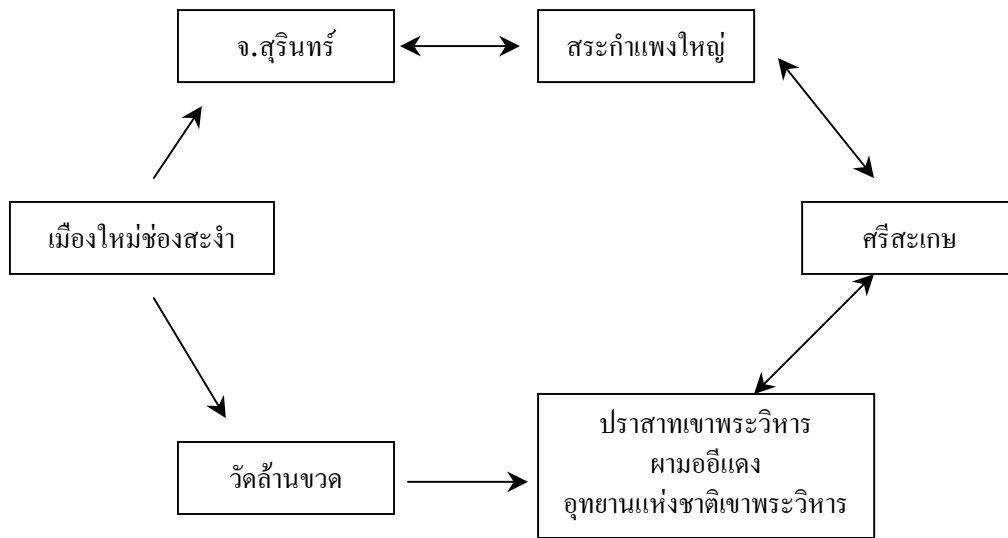 จ.สุรินทร์
สระกำแพงใหญ่
เมืองใหม่ช่องสะงำ
ศรีสะเกษ
วัดล้านขวด
ปราสาทเขาพระวิหาร
ผามออีแดง
อุทยานแห่งชาติเขาพระวิหาร